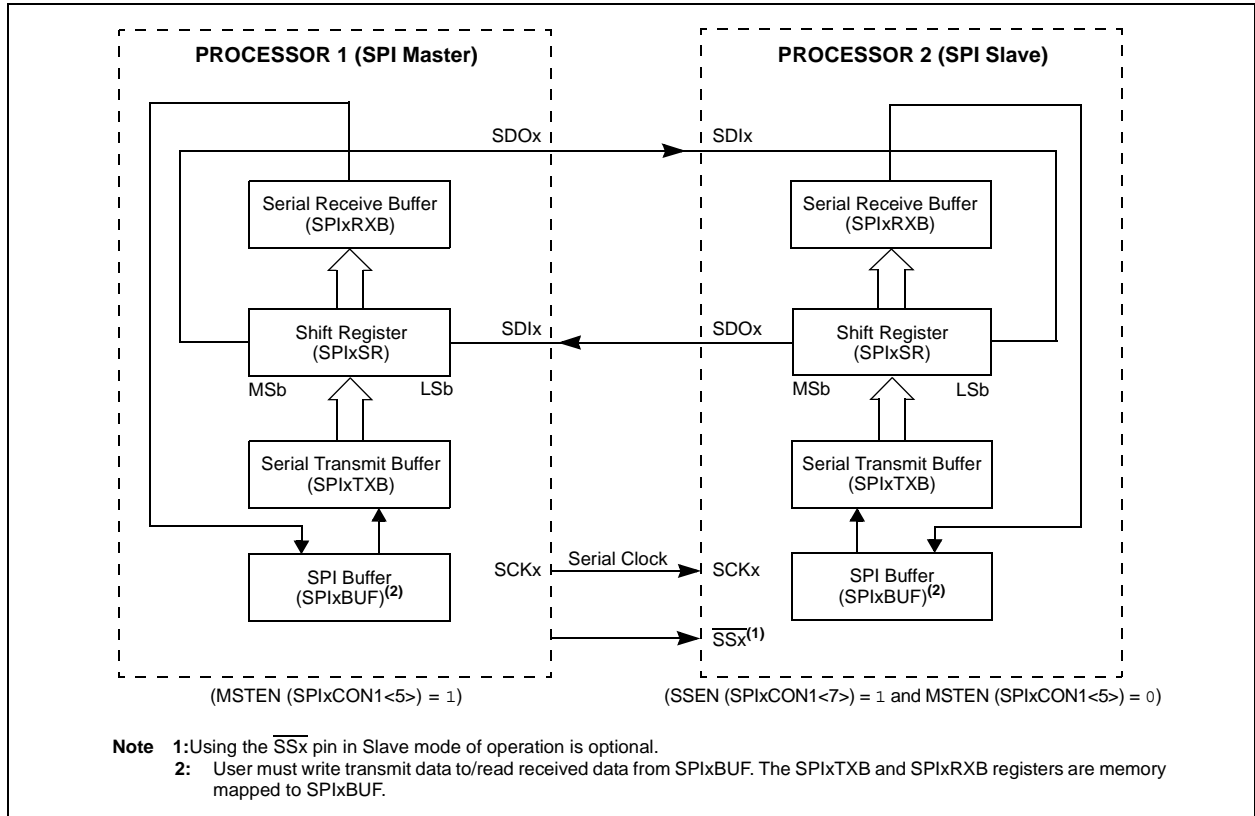 PROCESSOR 1 (SPI Master)
PROCESSOR 2 (SPI Slave)
SDOx
SDIx
Serial Receive Buffer
(SPIxRXB)
Serial Receive Buffer
(SPIxRXB)
Shift Register
(SPIxSR)
SDIx
SDOx
Shift Register
(SPIxSR)
MSb
LSb
MSb
LSb
Serial Transmit Buffer
(SPIxTXB)
Serial Transmit Buffer
(SPIxTXB)
SPI Buffer
(SPIxBUF)(2)
SCKx
Serial Clock
SCKx
SPI Buffer
(SPIxBUF)(2)
SSx(1)
(MSTEN (SPIxCON1<5>) = 1)
(SSEN (SPIxCON1<7>) = 1 and MSTEN (SPIxCON1<5>) = 0)
Note 1:Using the SSx pin in Slave mode of operation is optional.
2: User must write transmit data to/read received data from SPIxBUF. The SPIxTXB and SPIxRXB registers are memory
mapped to SPIxBUF.